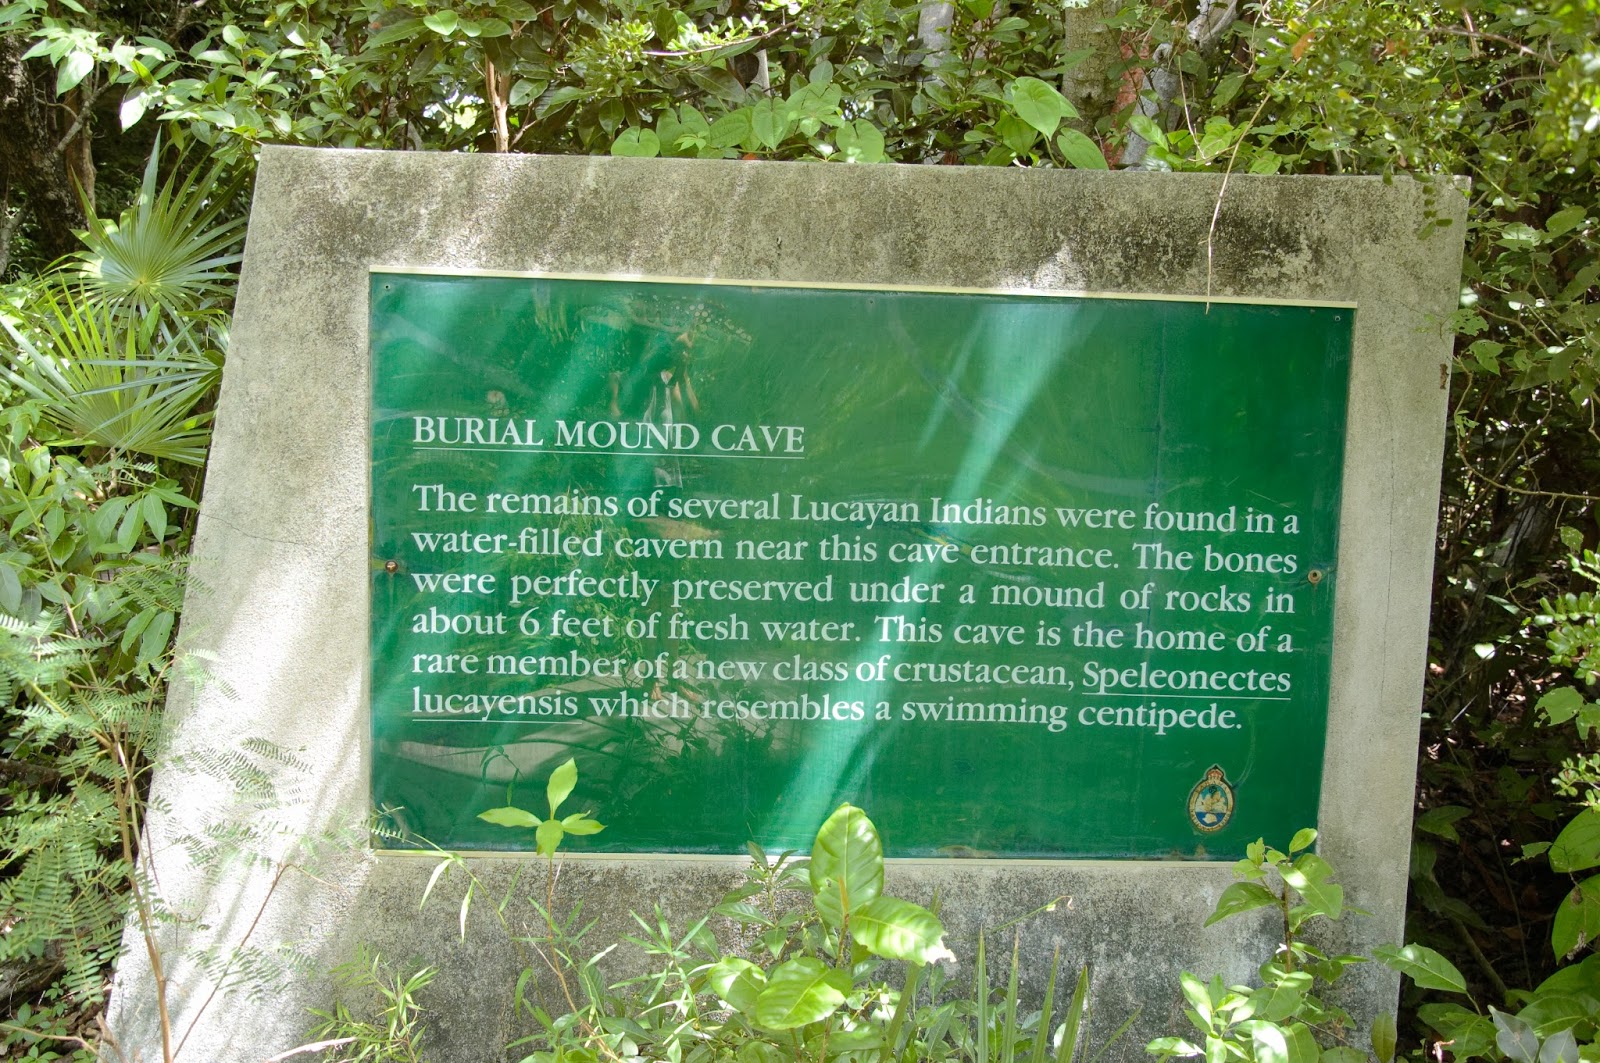 BURIAL MOUND CAVE
The remains of several Lucayan Indians were found in a
water-filled cavern near this cave entrance. The bones
were perfectly preserved under a mound of rocks in
about 6 feet of fresh water. This cave is the home of a
rare member of a new class of crustacean, Speleonectes
lucayensis which resembles a swimming centipede.